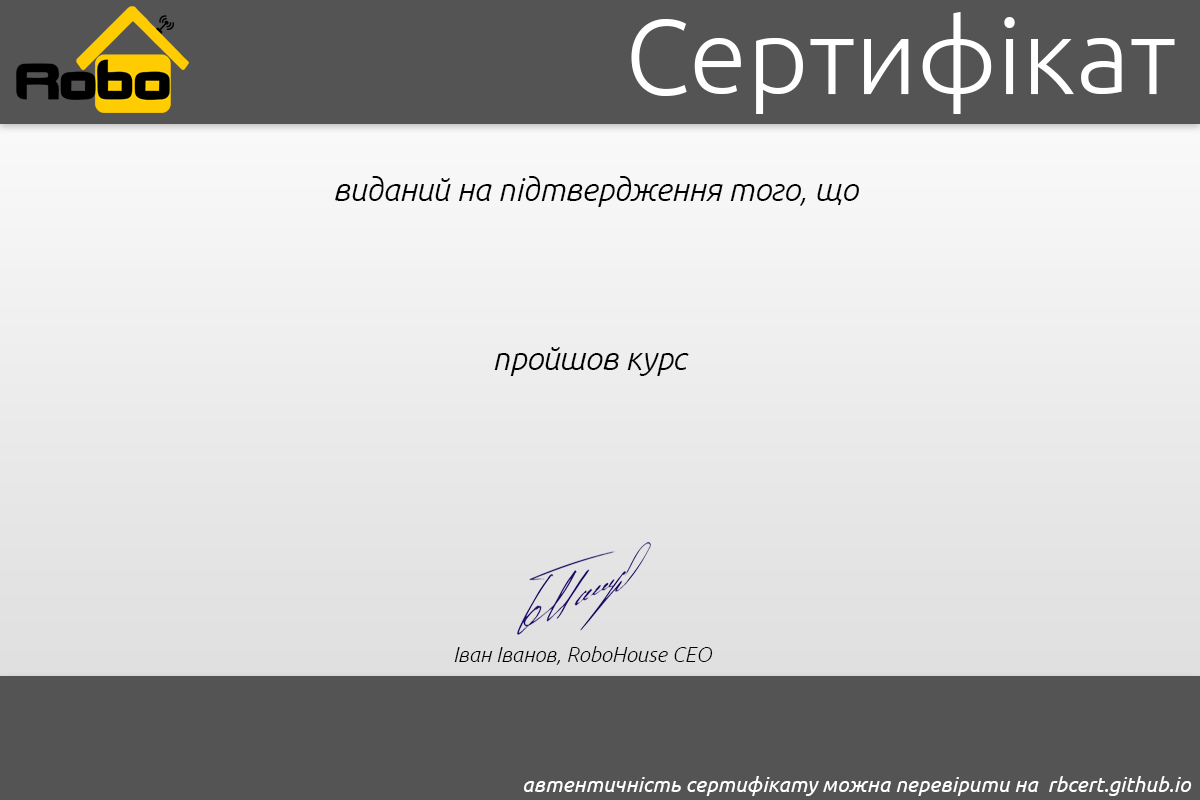 Robo
Сертифікат
виданий на підтвердження того, що
пройшов курс
Іван Іванов, RoboHouse CEO
автентичність сертифікату можна перевірити на rbcert.github.io